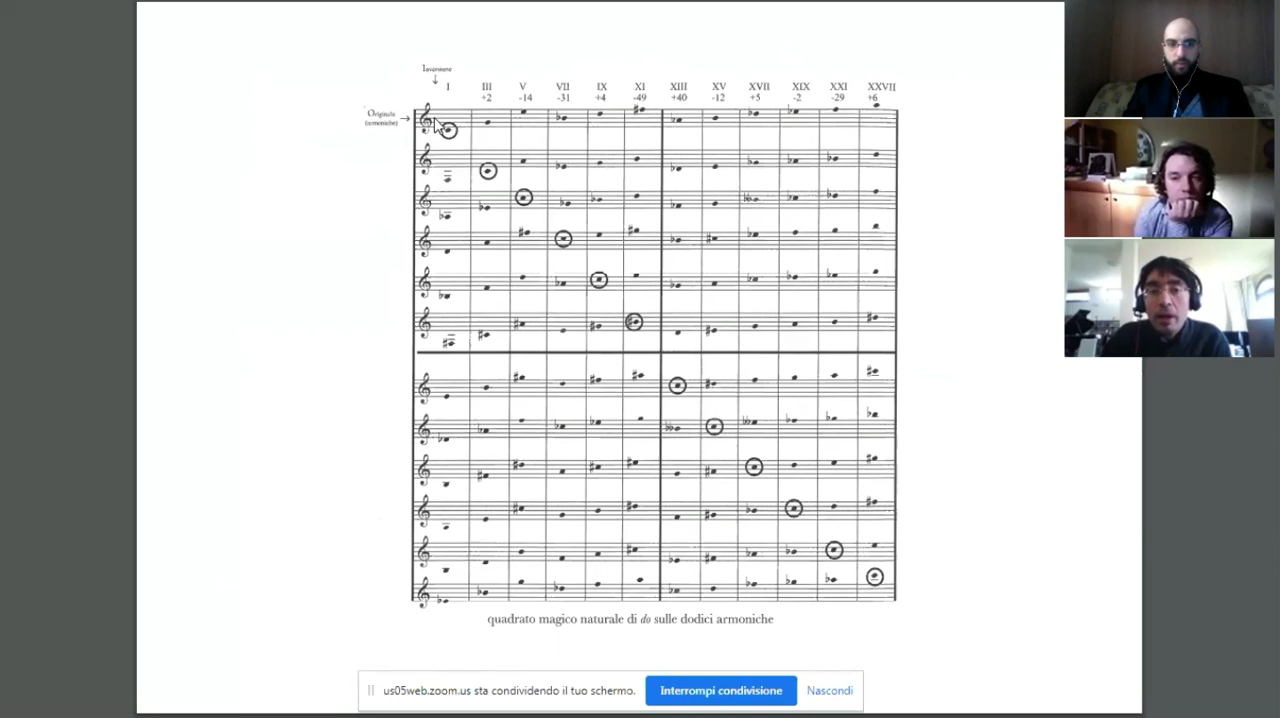 Inversione
I III V VII IX XI XIII XV XVII XIX XXI XXVII
+2 -14 -31 +4 -49 +40 -12 +5 -2 -29 +6
Originale
(armoniche)
quadrato magico naturale di do sulle dodici armoniche
us05web.zoom.us sta condividendo il tuo schermo. Interrompi condivisione Nascondi